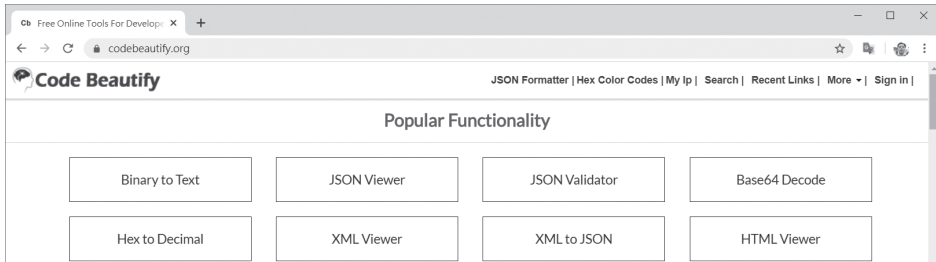 Cb Free Online Tools For Develope
codebeautify.org
Code Beautify
JSON Formatter | Hex Color Codes | My Ip | Search | Recent Links | More | Sign in |
Popular Functionality
Binary to Text JSON Viewer JSON Validator Base64 Decode
Hex to Decimal XML Viewer XML to JSON HTML Viewer